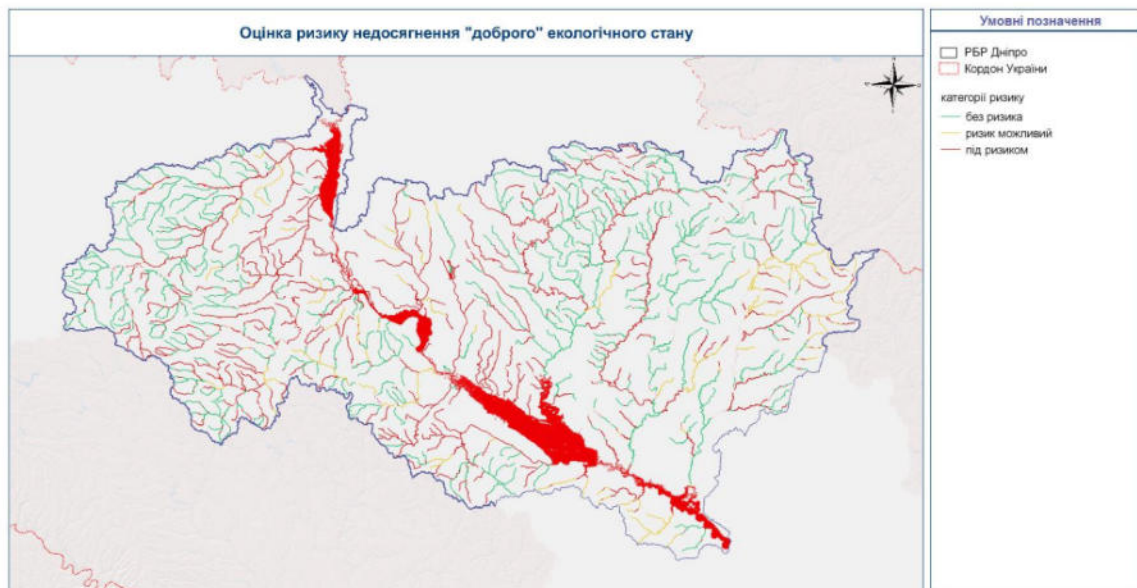 Оцінка ризику недосягнення "доброго" екологічного стану
Умовні позначення
РБР Дніпро
Кордон України
категорії ризику
без ризика
ризик можливий
під ризиком